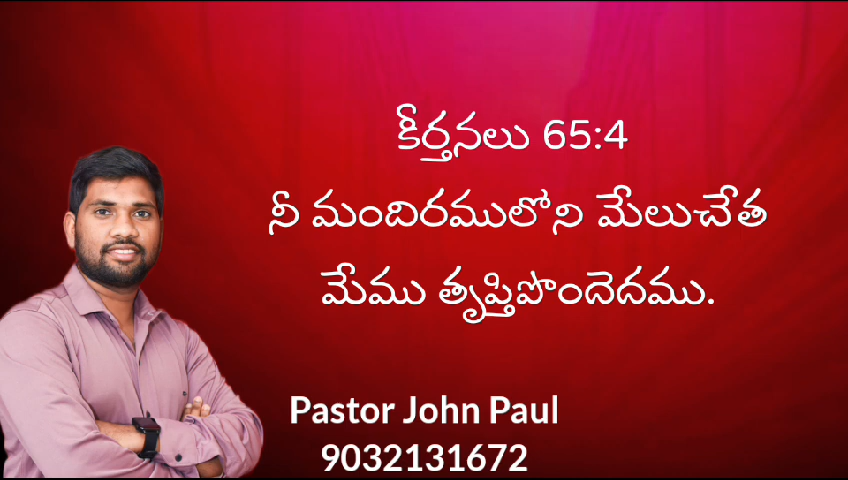 కీర్తనలు 65:4
నీ మందిరములోని మేలుచేత
మేము తృప్తిపొందెదము.
Pastor John Paul
9032131672